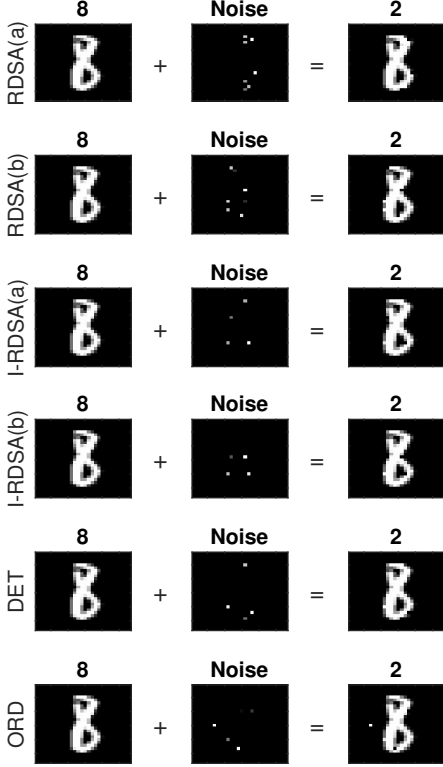 8 Noise 2
RDSA(a) + =
8 Noise 2
RDSA(b) + =
8 Noise 2
I-RDSA(a) + =
8 Noise 2
I-RDSA(b) + =
8 Noise 2
DET + =
8 Noise 2
ORD + =